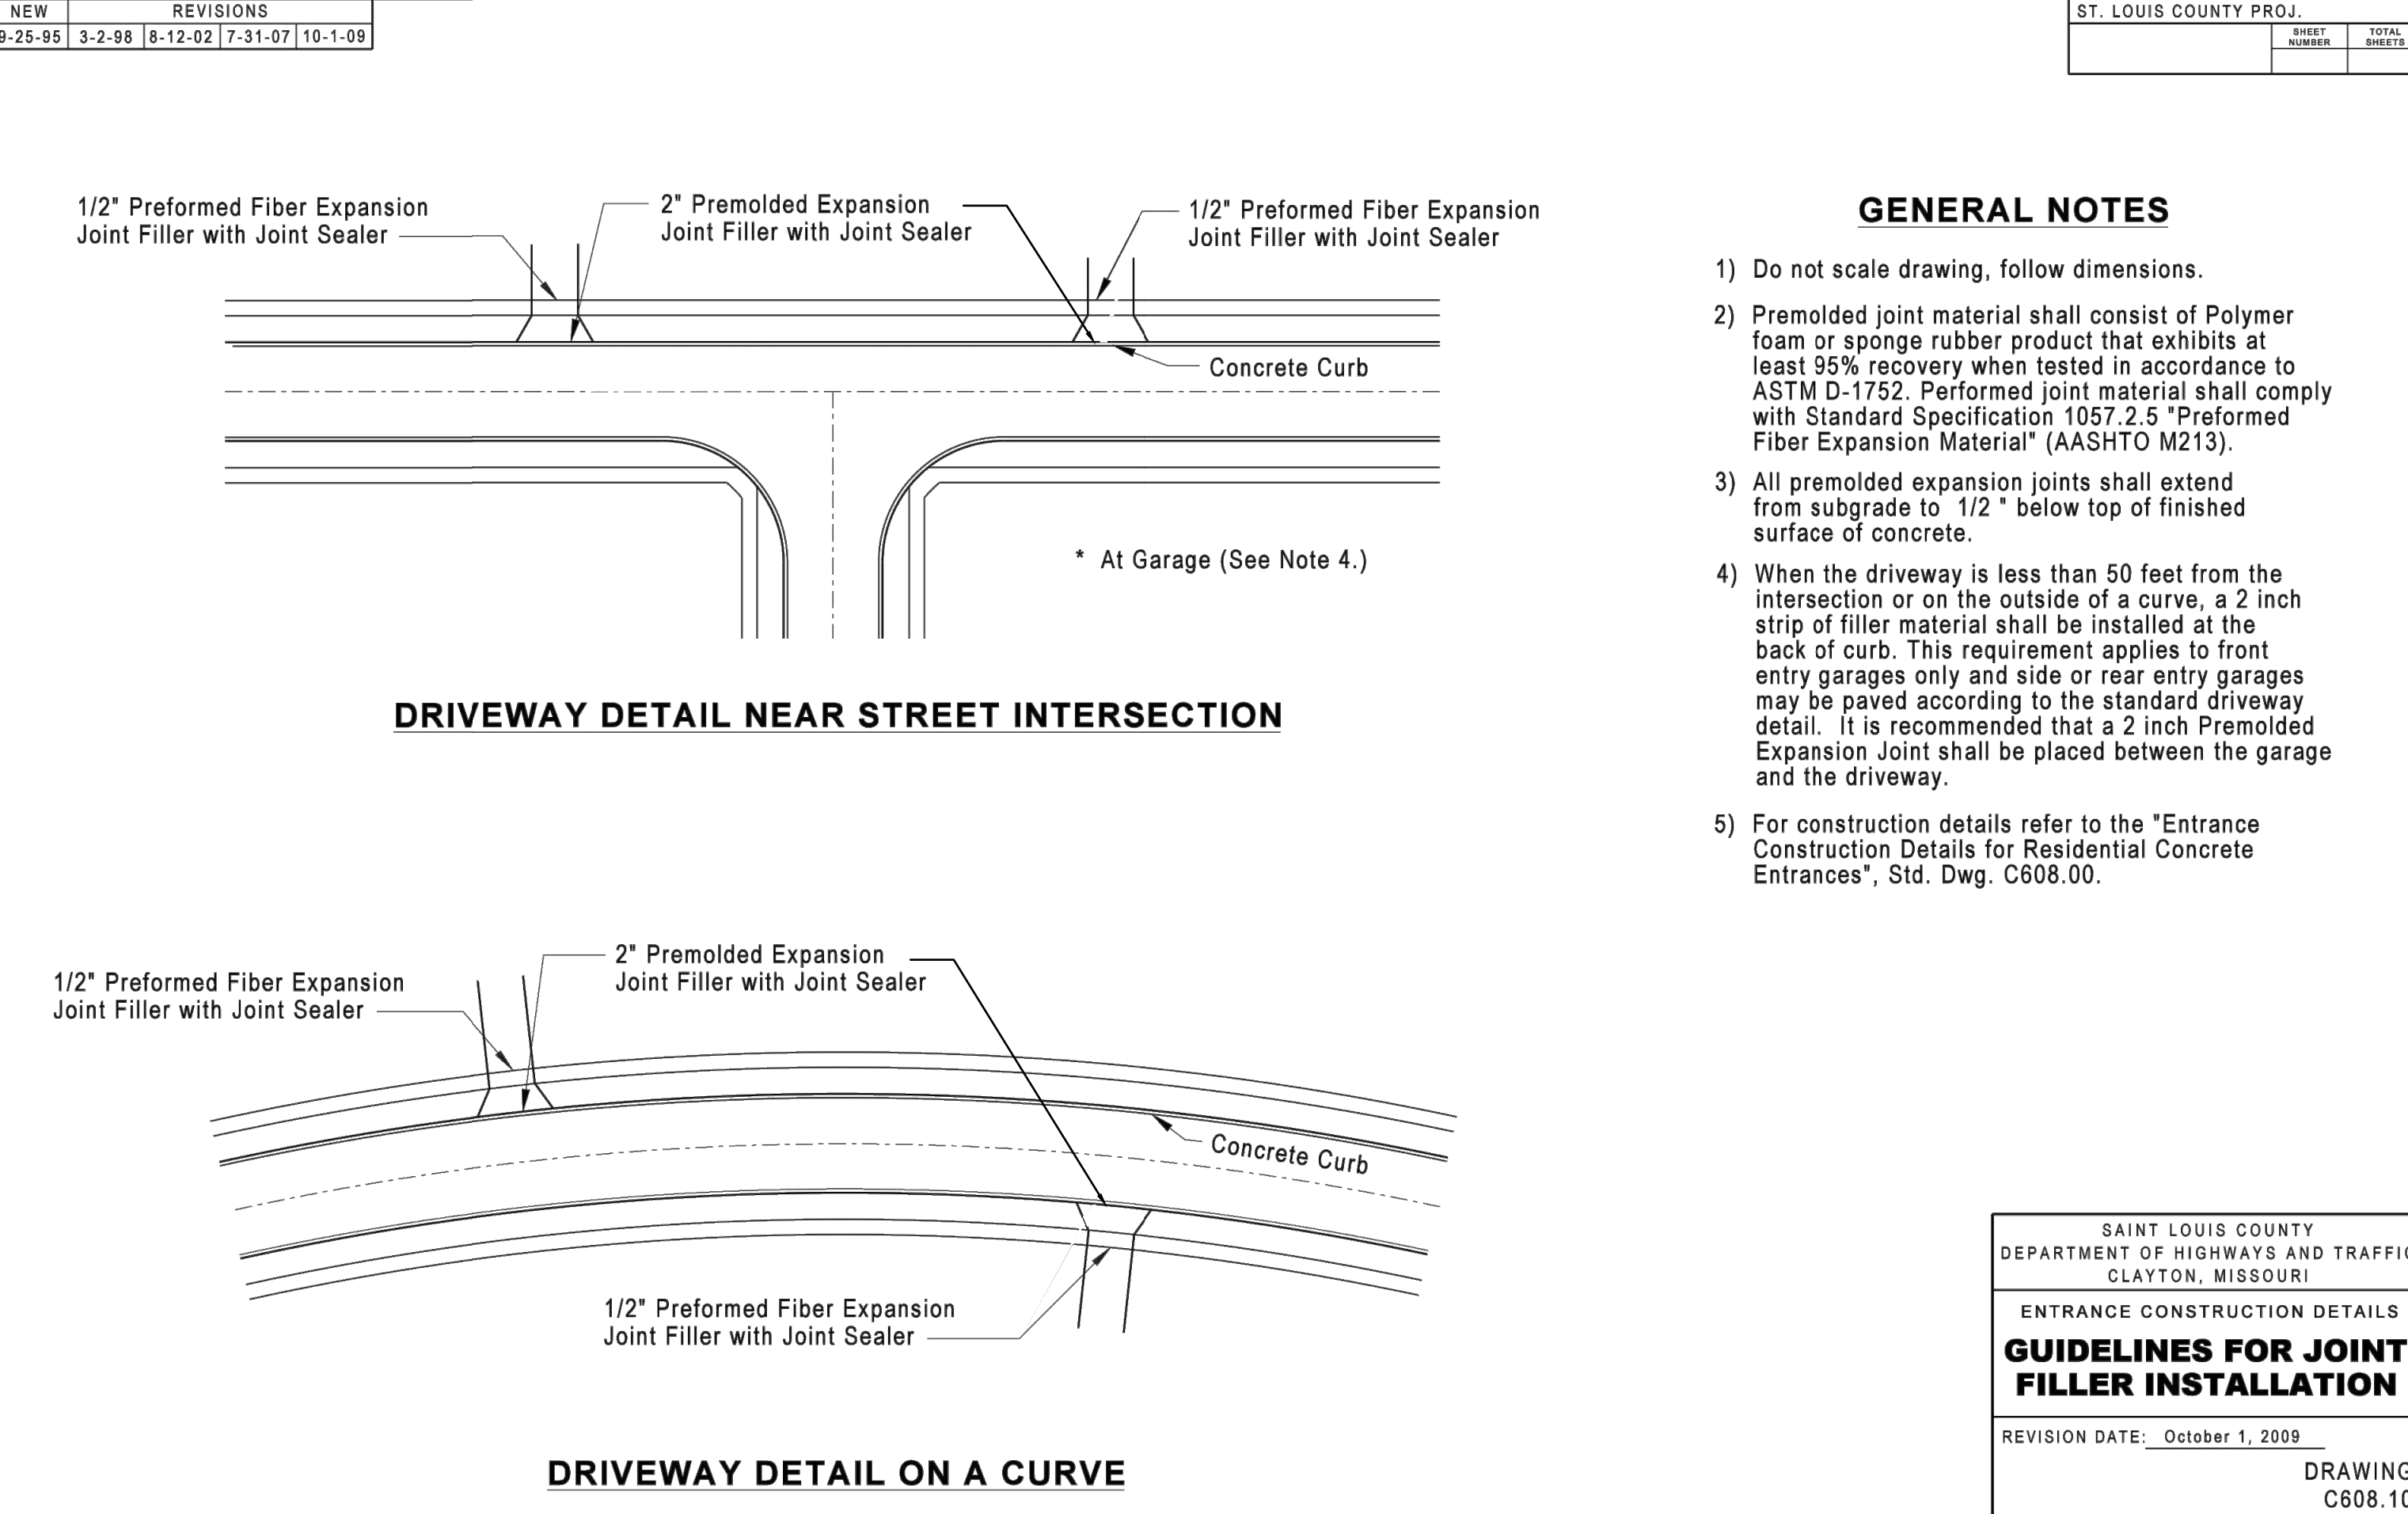 NEW REVISIONS
9-25-95 3-2-98 8-12-02 7-31-07 10-1-09
ST. LOUIS COUNTY PROJ.
SHEET NUMBER
TOTAL SHEETS
1/2" Preformed Fiber Expansion
Joint Filler with Joint Sealer
2" Premolded Expansion
Joint Filler with Joint Sealer
1/2" Preformed Fiber Expansion
Joint Filler with Joint Sealer
Concrete Curb
* At Garage (See Note 4.)
DRIVEWAY DETAIL NEAR STREET INTERSECTION
1/2" Preformed Fiber Expansion
Joint Filler with Joint Sealer
2" Premolded Expansion
Joint Filler with Joint Sealer
Concrete Curb
1/2" Preformed Fiber Expansion
Joint Filler with Joint Sealer
DRIVEWAY DETAIL ON A CURVE
GENERAL NOTES
1) Do not scale drawing, follow dimensions.
2) Premolded joint material shall consist of Polymer
foam or sponge rubber product that exhibits at
least 95% recovery when tested in accordance to
ASTM D-1752. Performed joint material shall comply
with Standard Specification 1057.2.5 "Preformed
Fiber Expansion Material" (AASHTO M213).
3) All premolded expansion joints shall extend
from subgrade to 1/2 " below top of finished
surface of concrete.
4) When the driveway is less than 50 feet from the
intersection or on the outside of a curve, a 2 inch
strip of filler material shall be installed at the
back of curb. This requirement applies to front
entry garages only and side or rear entry garages
may be paved according to the standard driveway
detail. It is recommended that a 2 inch Premolded
Expansion Joint shall be placed between the garage
and the driveway.
5) For construction details refer to the "Entrance
Construction Details for Residential Concrete
Entrances", Std. Dwg. C608.00.
SAINT LOUIS COUNTY
DEPARTMENT OF HIGHWAYS AND TRAFFIC
CLAYTON, MISSOURI
ENTRANCE CONSTRUCTION DETAILS
GUIDELINES FOR JOINT
FILLER INSTALLATION
REVISION DATE: October 1, 2009
DRAWING
C608.10